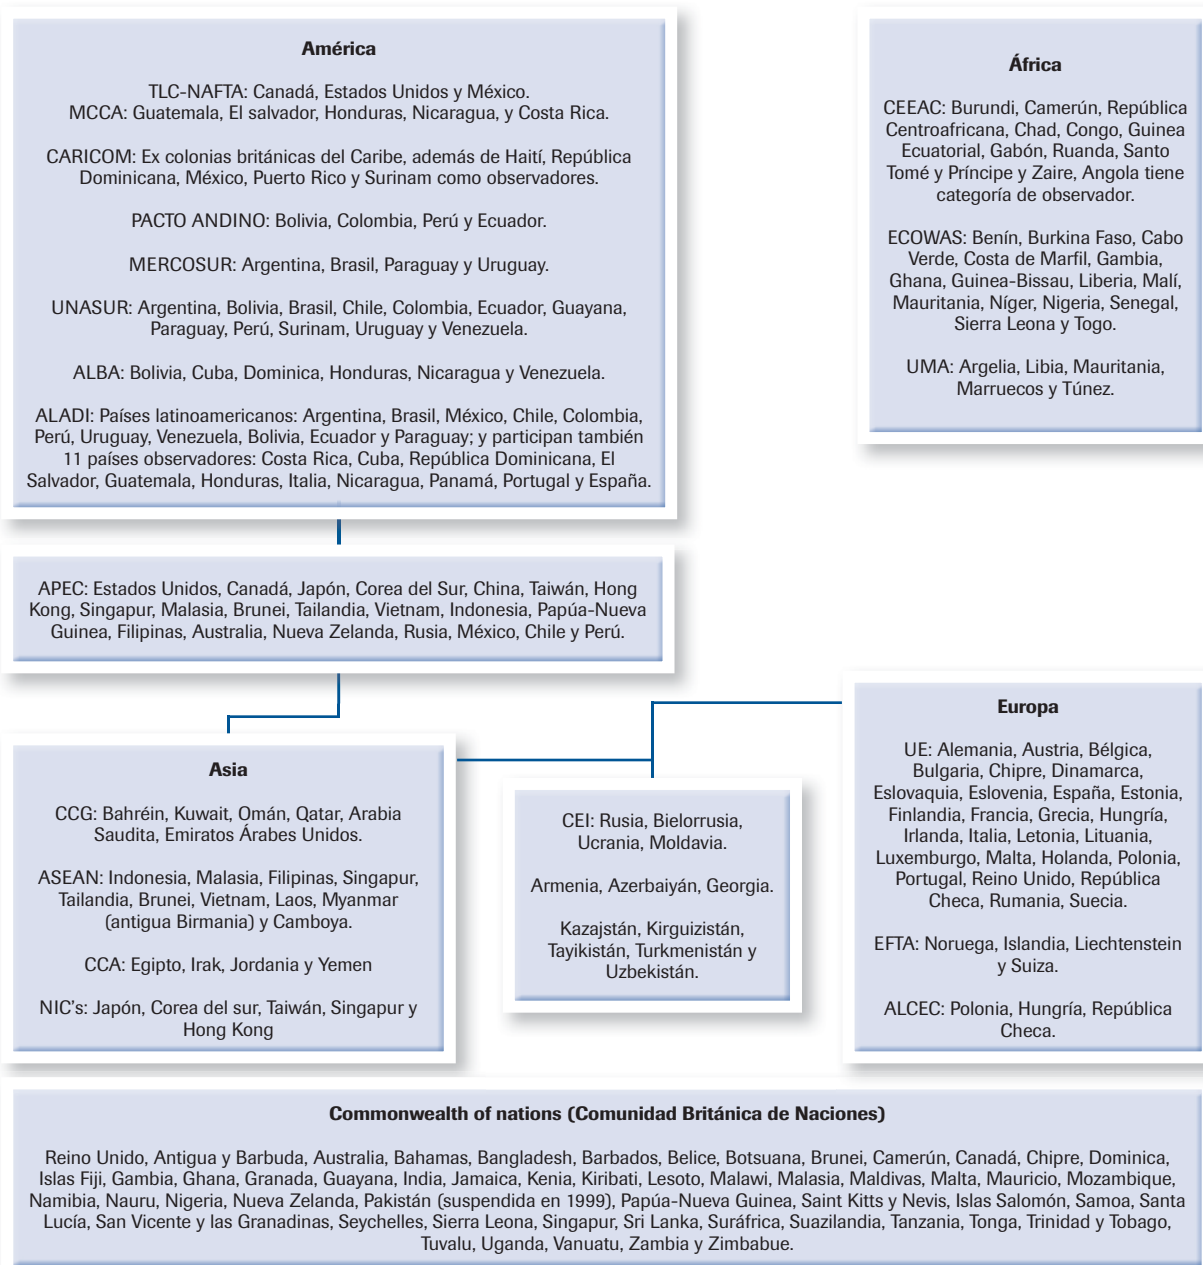 América
TLC-NAFTA: Canadá, Estados Unidos y México.
MCCA: Guatemala, El salvador, Honduras, Nicaragua, y Costa Rica.
CARICOM: Ex colonias británicas del Caribe, además de Haití, República
Dominicana, México, Puerto Rico y Surinam como observadores.
PACTO ANDINO: Bolivia, Colombia, Perú y Ecuador.
MERCOSUR: Argentina, Brasil, Paraguay y Uruguay.
UNASUR: Argentina, Bolivia, Brasil, Chile, Colombia, Ecuador, Guayana,
Paraguay, Perú, Surinam, Uruguay y Venezuela.
ALBA: Bolivia, Cuba, Dominica, Honduras, Nicaragua y Venezuela.
ALADI: Países latinoamericanos: Argentina, Brasil, México, Chile, Colombia,
Perú, Uruguay, Venezuela, Bolivia, Ecuador y Paraguay; y participan también
11 países observadores: Costa Rica, Cuba, República Dominicana, El
Salvador, Guatemala, Honduras, Italia, Nicaragua, Panamá, Portugal y España.
África
CEEAC: Burundi, Camerún, República
Centroafricana, Chad, Congo, Guinea
Ecuatorial, Gabón, Ruanda, Santo
Tomé y Príncipe y Zaire, Angola tiene
categoría de observador.
ECOWAS: Benín, Burkina Faso, Cabo
Verde, Costa de Marfil, Gambia,
Ghana, Guinea-Bissau, Liberia, Malí,
Mauritania, Níger, Nigeria, Senegal,
Sierra Leona y Togo.
UMA: Argelia, Libia, Mauritania,
Marruecos y Túnez.
APEC: Estados Unidos, Canadá, Japón, Corea del Sur, China, Taiwán, Hong
Kong, Singapur, Malasia, Brunei, Tailandia, Vietnam, Indonesia, Papúa-Nueva
Guinea, Filipinas, Australia, Nueva Zelanda, Rusia, México, Chile y Perú.
Asia
CCG: Bahréin, Kuwait, Omán, Qatar, Arabia
Saudita, Emiratos Árabes Unidos.
ASEAN: Indonesia, Malasia, Filipinas, Singapur,
Tailandia, Brunei, Vietnam, Laos, Myanmar
(antigua Birmania) y Camboya.
CCA: Egipto, Irak, Jordania y Yemen
NIC's: Japón, Corea del sur, Taiwán, Singapur y
Hong Kong
CEI: Rusia, Bielorrusia,
Ucrania, Moldavia.
Armenia, Azerbaiyán, Georgia.
Kazajstán, Kirguizistán,
Tayikistán, Turkmenistán y
Uzbekistán.
Europa
UE: Alemania, Austria, Bélgica,
Bulgaria, Chipre, Dinamarca,
Eslovaquia, Eslovenia, España, Estonia,
Finlandia, Francia, Grecia, Hungría,
Irlanda, Italia, Letonia, Lituania,
Luxemburgo, Malta, Holanda, Polonia,
Portugal, Reino Unido, República
Checa, Rumania, Suecia.
EFTA: Noruega, Islandia, Liechtenstein
y Suiza.
ALCEC: Polonia, Hungría, República
Checa.
Commonwealth of nations (Comunidad Británica de Naciones)
Reino Unido, Antigua y Barbuda, Australia, Bahamas, Bangladesh, Barbados, Belice, Botsuana, Brunei, Camerún, Canadá, Chipre, Dominica,
Islas Fiji, Gambia, Ghana, Granada, Guayana, India, Jamaica, Kenia, Kiribati, Lesoto, Malawi, Malasia, Maldivas, Malta, Mauricio, Mozambique,
Namibia, Nauru, Nigeria, Nueva Zelanda, Pakistán (suspendida en 1999), Papúa-Nueva Guinea, Saint Kitts y Nevis, Islas Salomón, Samoa, Santa
Lucía, San Vicente y las Granadinas, Seychelles, Sierra Leona, Singapur, Sri Lanka, Suráfrica, Suazilandia, Tanzania, Tonga, Trinidad y Tobago,
Tuvalu, Uganda, Vanuatu, Zambia y Zimbabue.